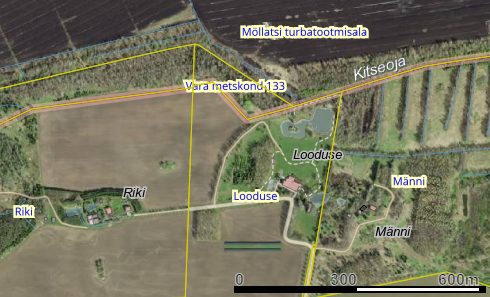 Möllatsi turbatootmisala
Kitseoja
Vara metskond 133
Looduse
Männi
Riki
Looduse
Riki
Männi
0 300 600m